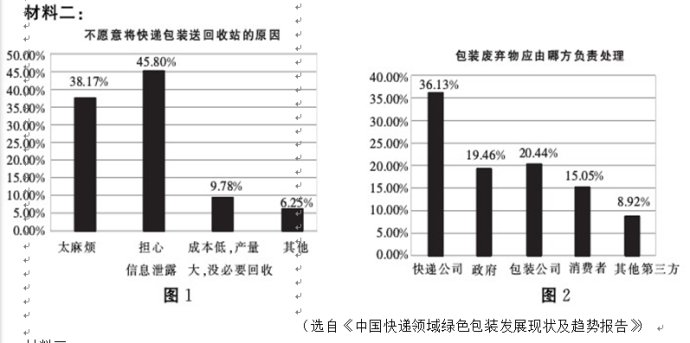 材料二：
不愿意将快递包装送回收站的原因
50.00%
45.00%
40.00%
35.00%
30.00%
25.00%
20.00%
15.00%
10.00%
5.00%
0.00%
38.17%
45.80%
9.78%
6.25%
太麻烦
担心
信息泄露
成本低,产量
大,没必要回收
其他
图1
包装废弃物应由哪方负责处理
40.00%
35.00%
30.00%
25.00%
20.00%
15.00%
10.00%
5.00%
0.00%
36.13%
19.46%
20.44%
15.05%
8.92%
快递公司 政府 包装公司 消费者 其他第三方
图2
（选自《中国快递领域绿色包装发展现状及趋势报告》）